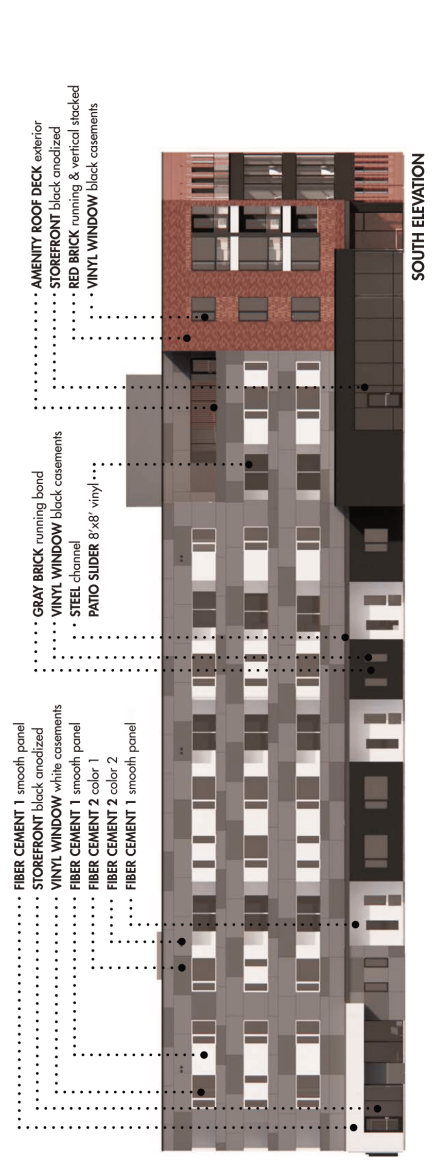 FIBER CEMENT 1 smooth panel
STOREFRONT black anodized
VINYL WINDOW white casements
FIBER CEMENT 1 smooth panel
FIBER CEMENT 2 color 1
FIBER CEMENT 2 color 2
FIBER CEMENT 1 smooth panel
GRAY BRICK running bond
VINYL WINDOW black casements
STEEL channel
PATIO SLIDER 8'x8' vinyl
AMENITY ROOF DECK exterior
STOREFRONT black anodized
RED BRICK running & vertical stacked
VINYL WINDOW black casements
SOUTH ELEVATION